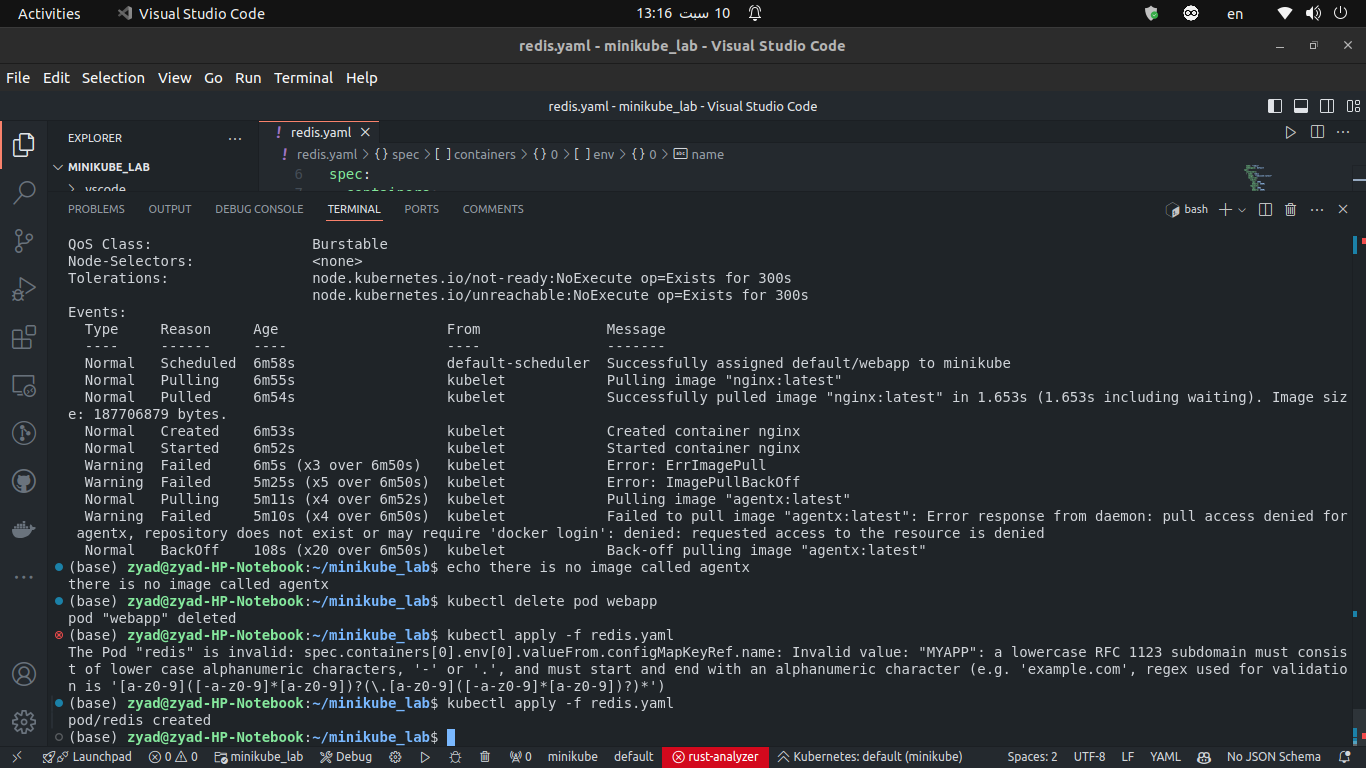 Activities
Visual Studio Code
10 سبت 13:16
en
redis.yaml - minikube_lab - Visual Studio Code
File Edit Selection View Go Run Terminal Help
redis.yaml - minikube_lab - Visual Studio Code
EXPLORER
redis.yaml
redis.yaml > {} spec > [ ] containers > {} 0 > [ ] env > {} 0 > name
MINIKUBE_LAB
6 spec:
.vscode
PROBLEMS OUTPUT DEBUG CONSOLE TERMINAL PORTS COMMENTS
bash
QoS Class: Burstable
Node-Selectors: <none>
Tolerations: node.kubernetes.io/not-ready:NoExecute op=Exists for 300s
node.kubernetes.io/unreachable:NoExecute op=Exists for 300s
Events:
Type Reason Age From Message
---- ------ ---- ---- -------
Normal Scheduled 6m58s default-scheduler Successfully assigned default/webapp to minikube
Normal Pulling 6m55s kubelet Pulling image "nginx:latest"
Normal Pulled 6m54s kubelet Successfully pulled image "nginx:latest" in 1.653s (1.653s including waiting). Image siz
e: 187706879 bytes.
Normal Created 6m53s kubelet Created container nginx
Normal Started 6m52s kubelet Started container nginx
Warning Failed 6m5s (x3 over 6m50s) kubelet Error: ErrImagePull
Warning Failed 5m25s (x5 over 6m50s) kubelet Error: ImagePullBackOff
Normal Pulling 5m11s (x4 over 6m52s) kubelet Pulling image "agentx:latest"
Warning Failed 5m10s (x4 over 6m50s) kubelet Failed to pull image "agentx:latest": Error response from daemon: pull access denied for
agentx, repository does not exist or may require 'docker login': denied: requested access to the resource is denied
Normal BackOff 108s (x20 over 6m50s) kubelet Back-off pulling image "agentx:latest"
(base) zyad@zyad-HP-Notebook:~/minikube_lab$ echo there is no image called agentx
there is no image called agentx
(base) zyad@zyad-HP-Notebook:~/minikube_lab$ kubectl delete pod webapp
pod "webapp" deleted
(base) zyad@zyad-HP-Notebook:~/minikube_lab$ kubectl apply -f redis.yaml
The Pod "redis" is invalid: spec.containers[0].env[0].valueFrom.configMapKeyRef.name: Invalid value: "MYAPP": a lowercase RFC 1123 subdomain must consis
t of lower case alphanumeric characters, '-' or '.', and must start and end with an alphanumeric character (e.g. 'example.com', regex used for validatio
n is '[a-z0-9]([-a-z0-9]*[a-z0-9])?(\.[a-z0-9]([-a-z0-9]*[a-z0-9])?)*')
(base) zyad@zyad-HP-Notebook:~/minikube_lab$ kubectl apply -f redis.yaml
pod/redis created
(base) zyad@zyad-HP-Notebook:~/minikube_lab$
Launchpad 0 0 minikube_lab Debug 0 minikube default rust-analyzer Kubernetes: default (minikube) Spaces: 2 UTF-8 LF YAML No JSON Schema